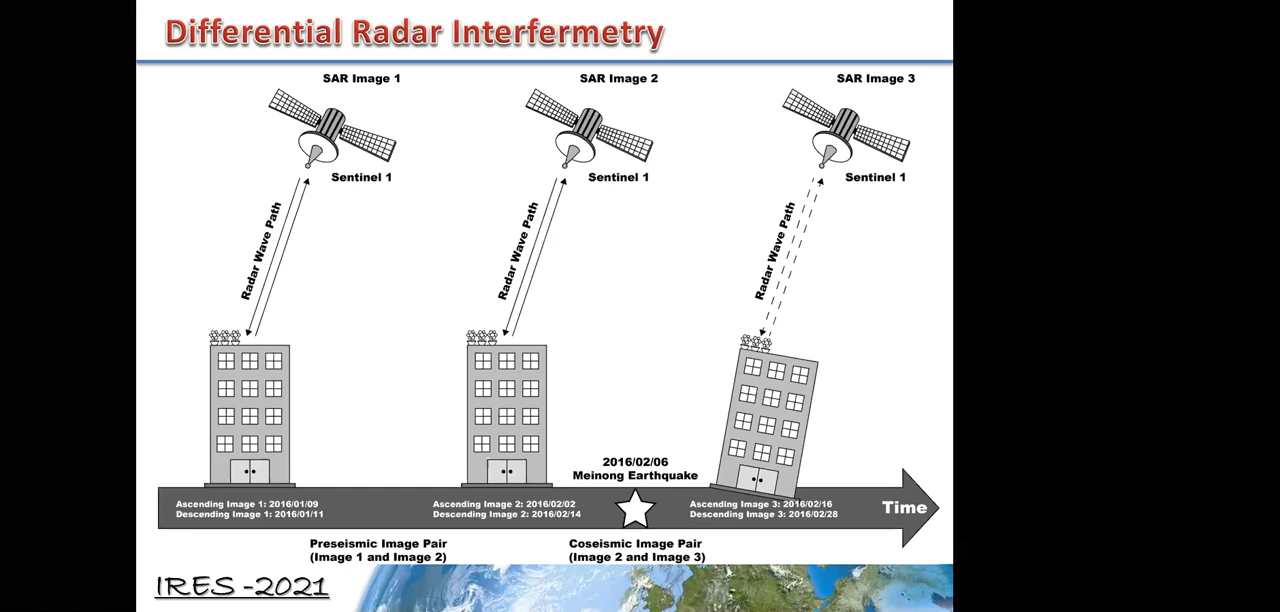 Differential Radar Interfermetry
SAR Image 1
SAR Image 2
SAR Image 3
Sentinel 1
Sentinel 1
Sentinel 1
Radar Wave Path
Radar Wave Path
Radar Wave Path
2016/02/06
Meinong Earthquake
Ascending Image 1: 2016/01/09
Descending Image 1: 2016/01/11
Ascending Image 2: 2016/02/02
Descending Image 2: 2016/02/14
Ascending Image 3: 2016/02/16
Descending Image 3: 2016/02/28
Time
Preseismic Image Pair
(Image 1 and Image 2)
Coseismic Image Pair
(Image 2 and Image 3)
IRES -2021